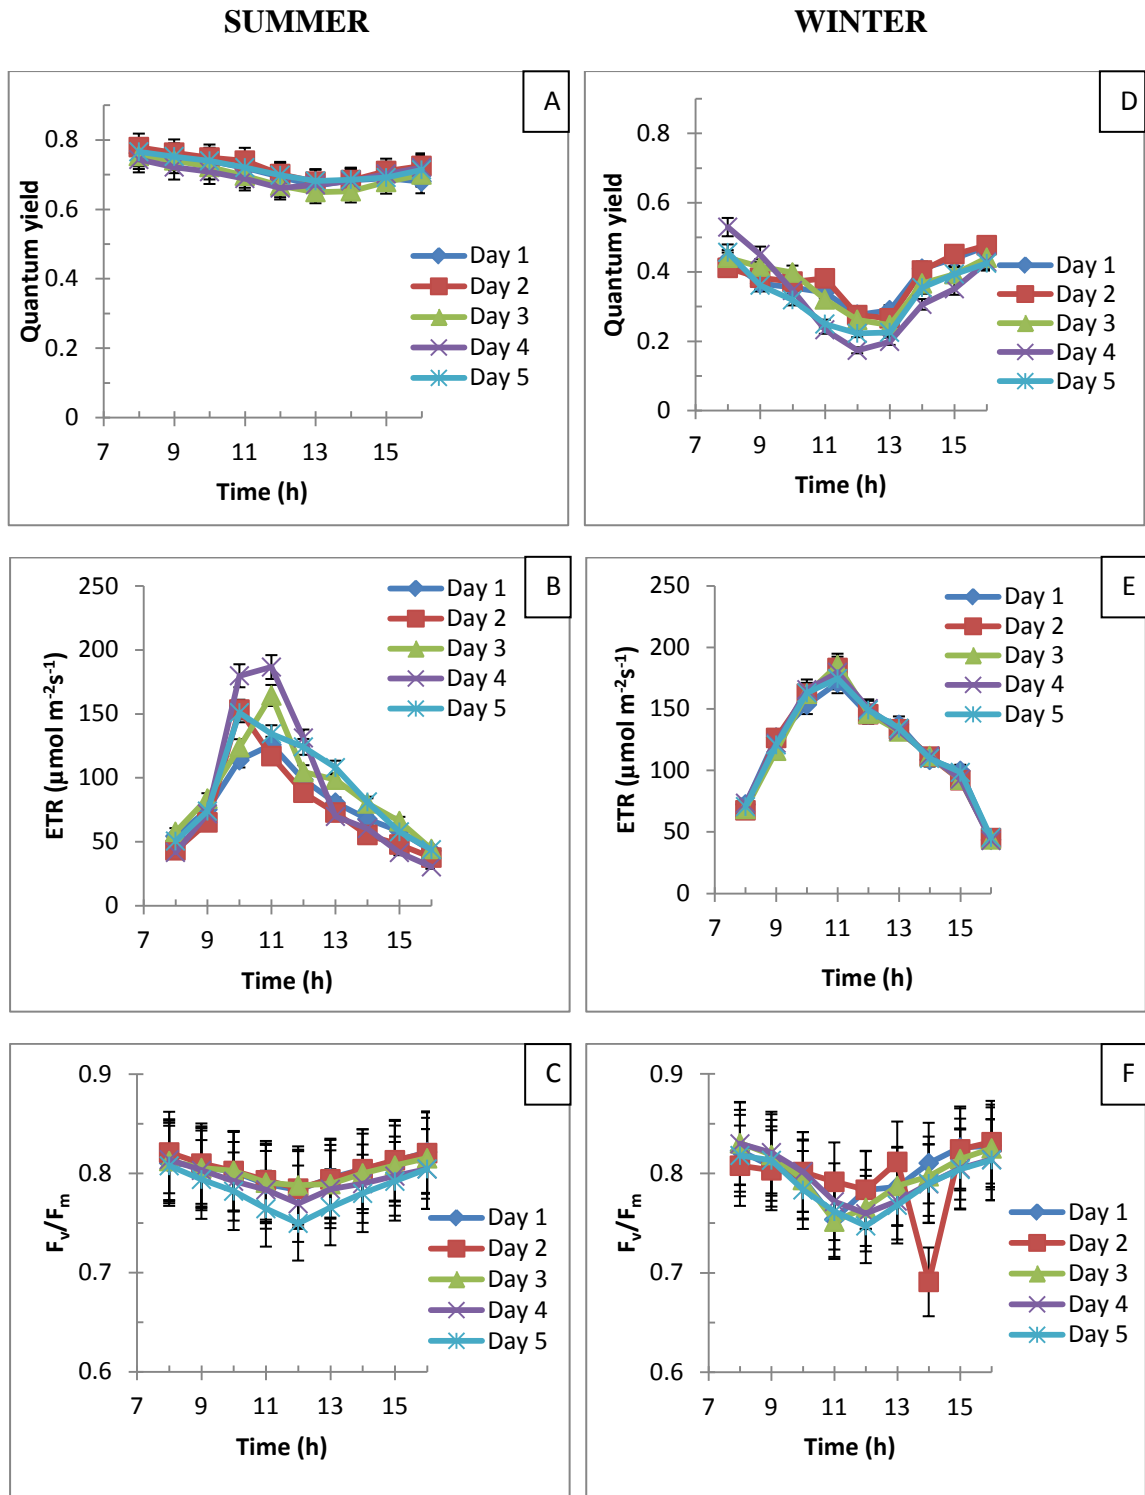 SUMMER
WINTER
A
Quantum yield
0.8
0.6
0.4
0.2
0
7 9 11 13 15
Time (h)
Day 1
Day 2
Day 3
Day 4
Day 5
D
Quantum yield
0.8
0.6
0.4
0.2
0
7 9 11 13 15
Time (h)
Day 1
Day 2
Day 3
Day 4
Day 5
B
ETR (µmol m⁻²s⁻¹)
250
200
150
100
50
0
7 9 11 13 15
Time (h)
Day 1
Day 2
Day 3
Day 4
Day 5
E
ETR (µmol m⁻²s⁻¹)
250
200
150
100
50
0
7 9 11 13 15
Time (h)
Day 1
Day 2
Day 3
Day 4
Day 5
C
Fᵥ/Fₘ
0.9
0.8
0.7
0.6
7 9 11 13 15
Time (h)
Day 1
Day 2
Day 3
Day 4
Day 5
F
Fᵥ/Fₘ
0.9
0.8
0.7
0.6
7 9 11 13 15
Time (h)
Day 1
Day 2
Day 3
Day 4
Day 5